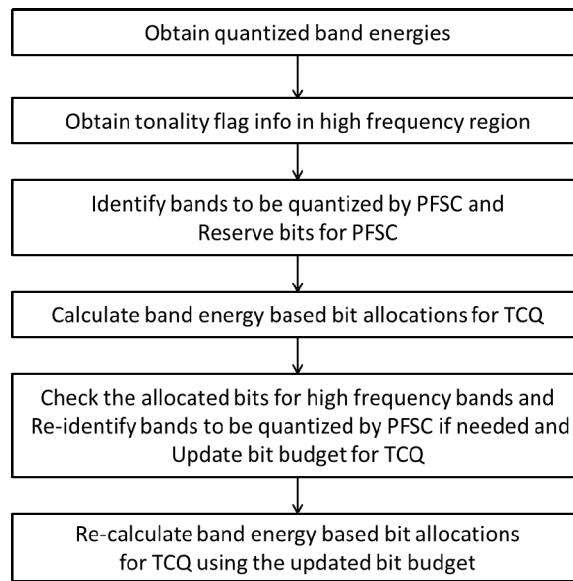 Obtain quantized band energies
Obtain tonality flag info in high frequency region
Identify bands to be quantized by PFSC and
Reserve bits for PFSC
Calculate band energy based bit allocations for TCQ
Check the allocated bits for high frequency bands and
Re-identify bands to be quantized by PFSC if needed and
Update bit budget for TCQ
Re-calculate band energy based bit allocations
for TCQ using the updated bit budget